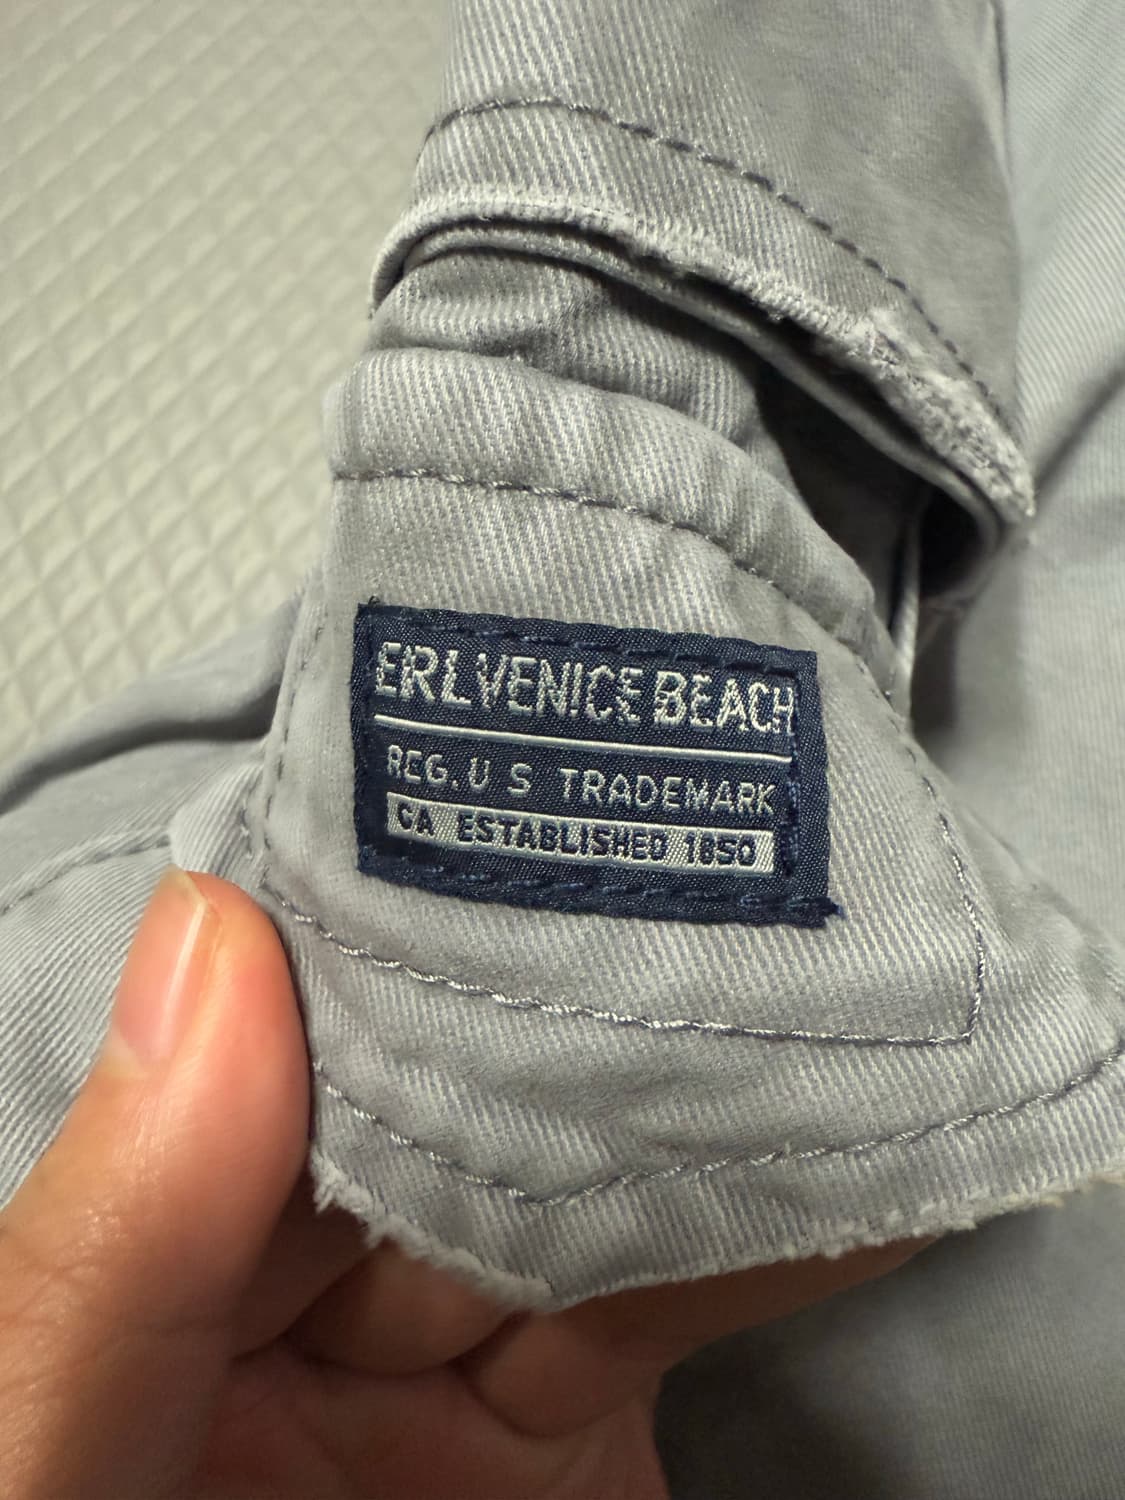 ERL VENICE BEACH
REG. U S TRADEMARK
CA ESTABLISHED 1850